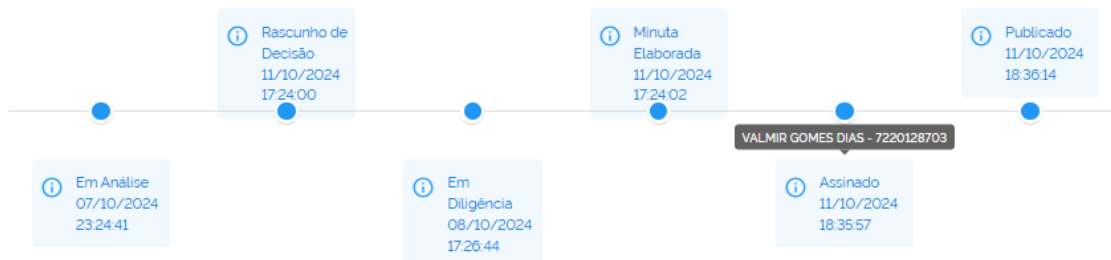 Rascunho de
Decisão
11/10/2024
17:24:00
Minuta
Elaborada
11/10/2024
17:24:02
Publicado
11/10/2024
18:36:14
VALMIR GOMES DIAS - 7220128703
Em Análise
07/10/2024
23:24:41
Em
Diligência
08/10/2024
17:26:44
Assinado
11/10/2024
18:35:57